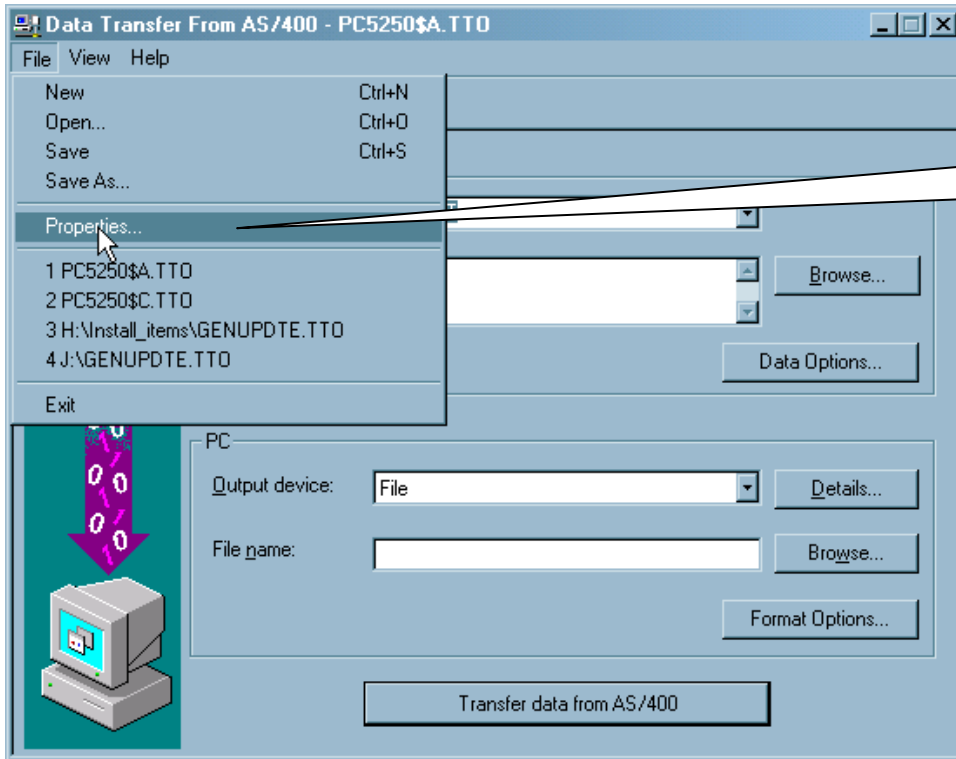 Data Transfer From AS/400 - PC5250$A.TTO
File View Help
New Ctrl+N
Open... Ctrl+O
Save Ctrl+S
Save As...
Properties...
1 PC5250$A.TTO
2 PC5250$C.TTO
3 H:\Install_items\GENUPDTE.TTO
4 J:\GENUPDTE.TTO
Exit
Browse...
Data Options...
PC
Output device: File Details...
File name: Browse...
Format Options...
Transfer data from AS/400